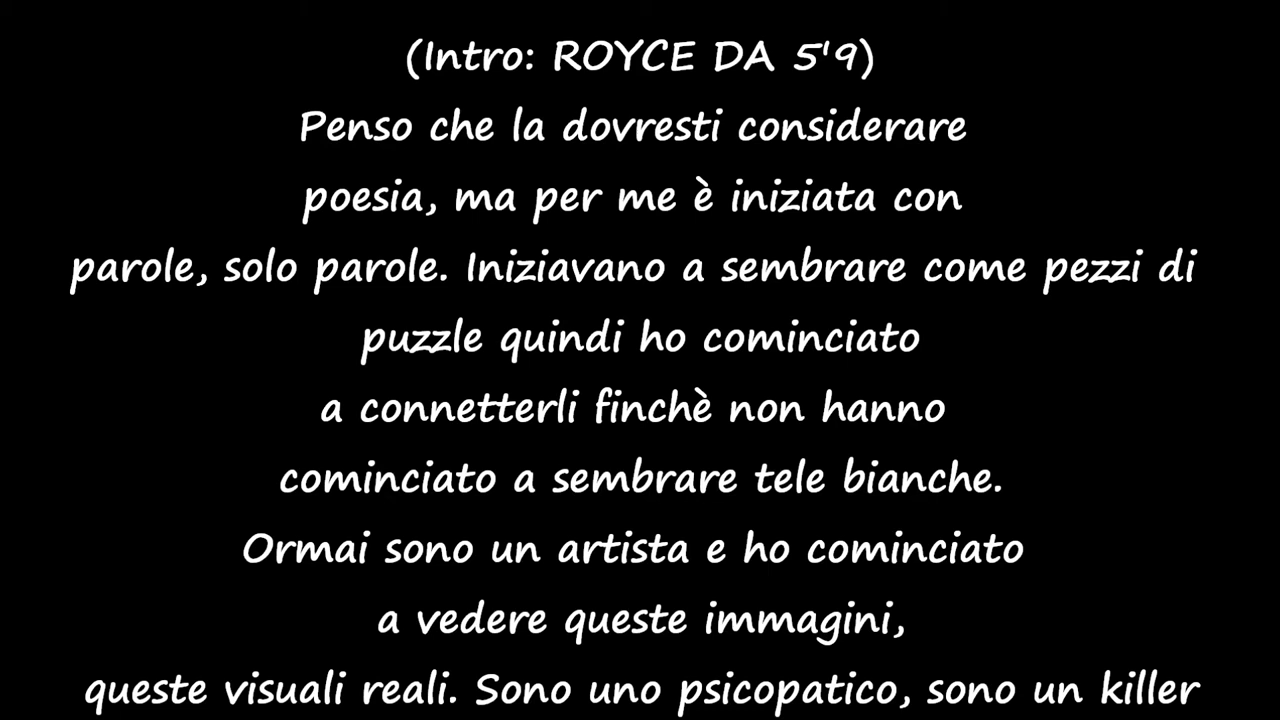 (Intro: ROYCE DA 5'9)
Penso che la dovresti considerare
poesia, ma per me è iniziata con
parole, solo parole. Iniziavano a sembrare come pezzi di
puzzle quindi ho cominciato
a connetterli finchè non hanno
cominciato a sembrare tele bianche.
Ormai sono un artista e ho cominciato
a vedere queste immagini,
queste visuali reali. Sono uno psicopatico, sono un killer